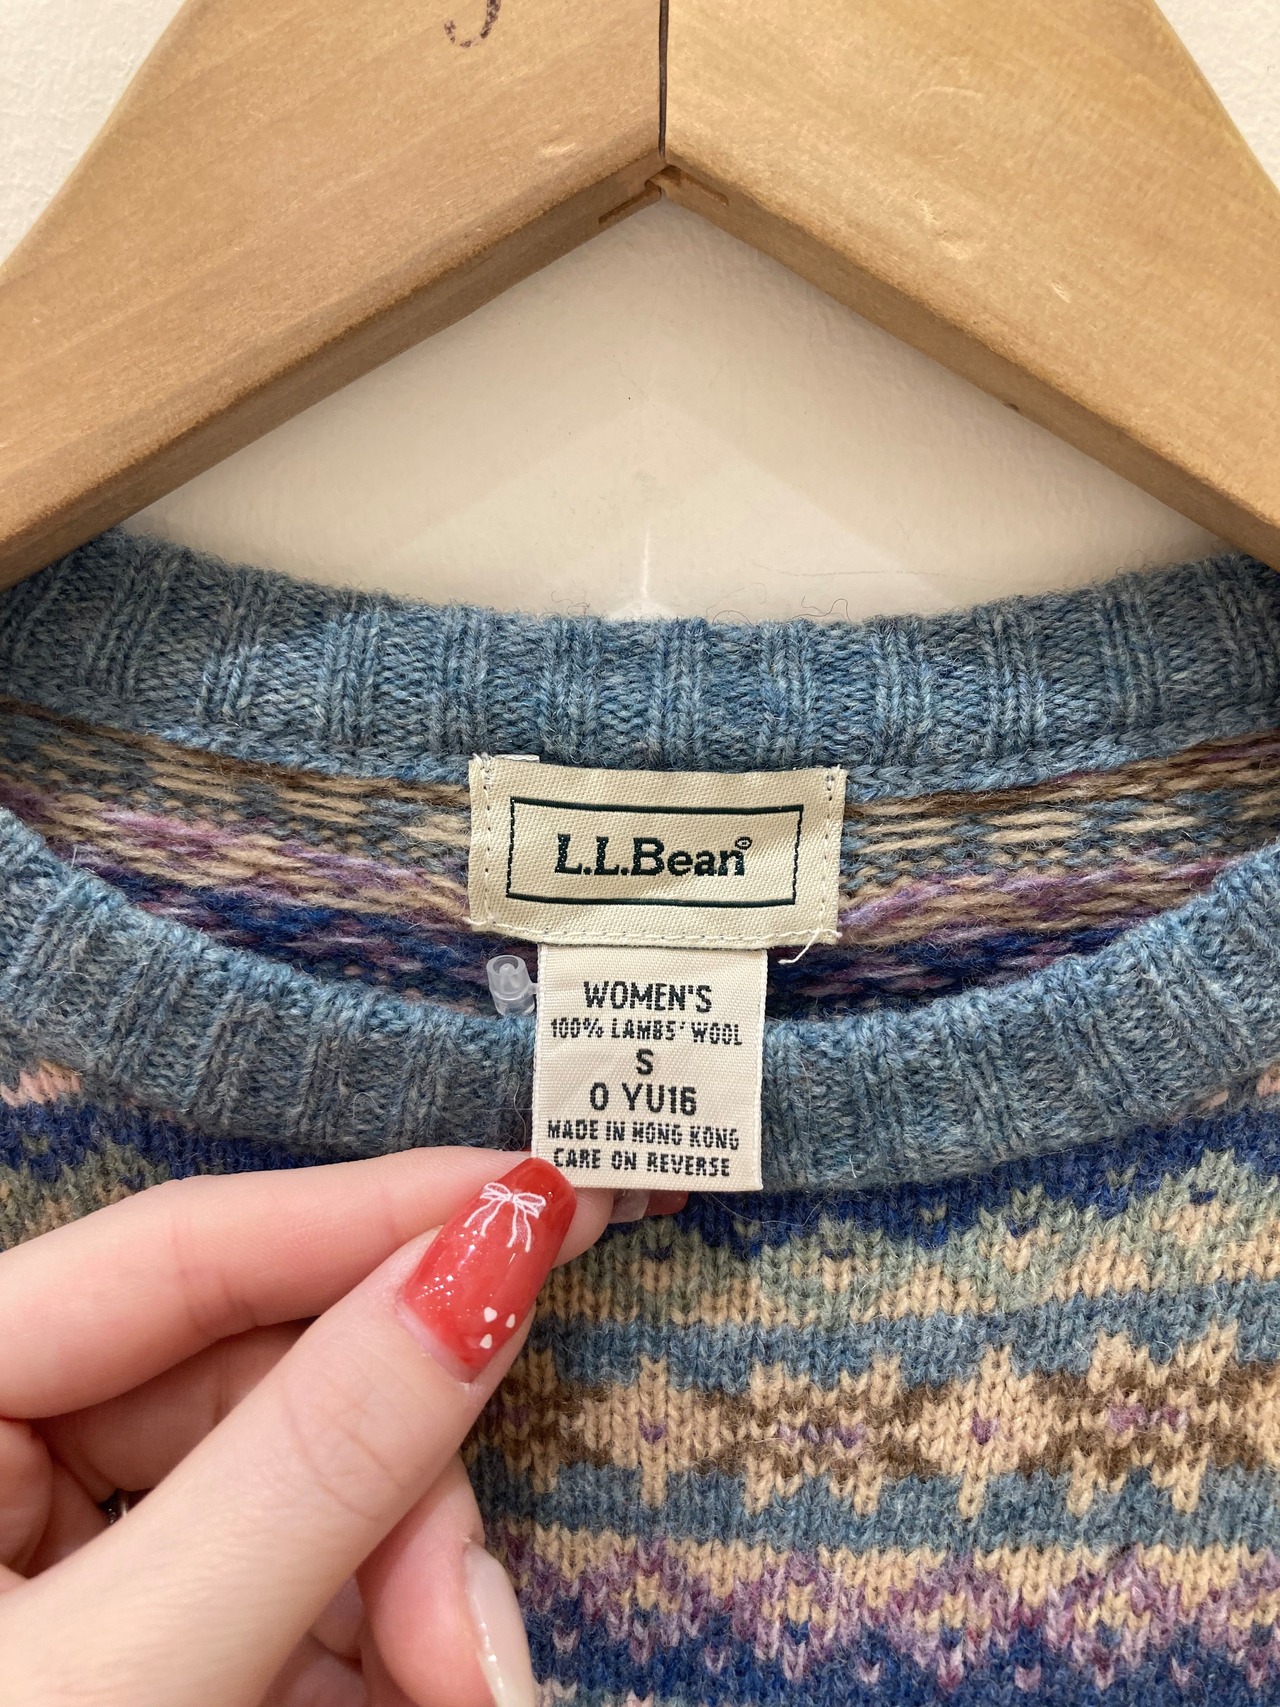 L.L.Bean®
WOMEN'S
100% LAMBS' WOOL
S
0 YU16
MADE IN HONG KONG
CARE ON REVERSE